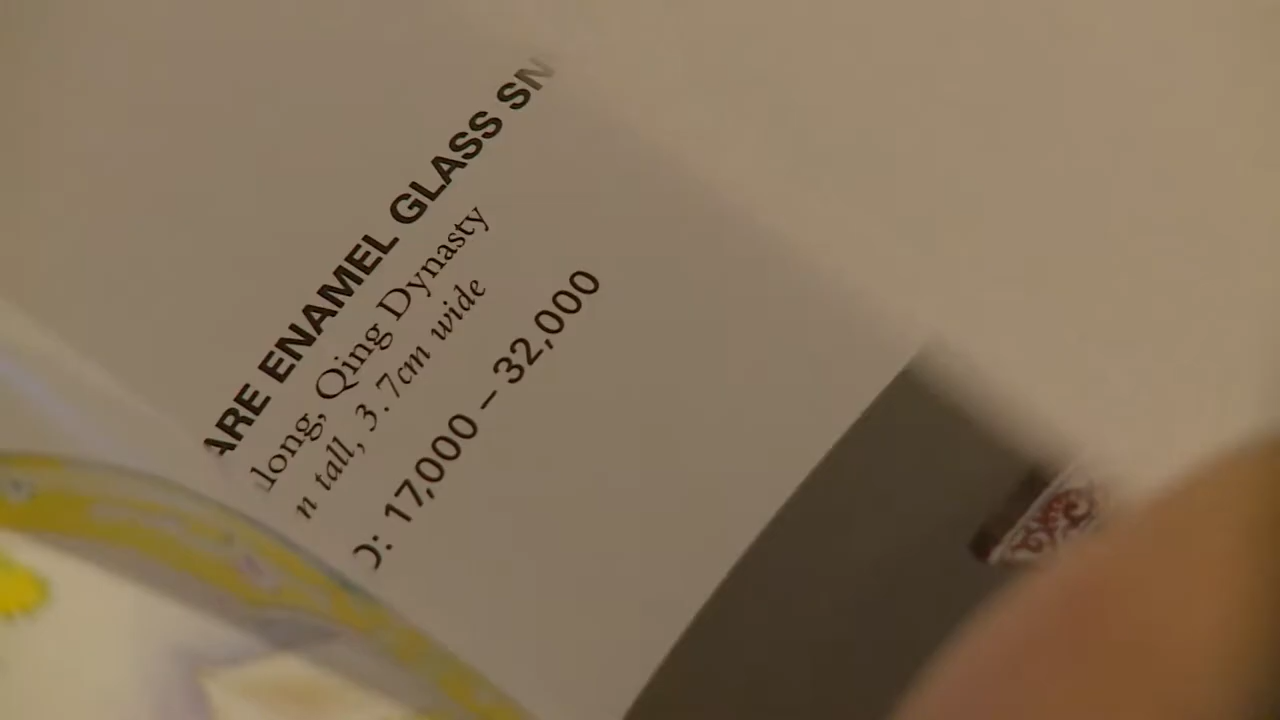 ARE ENAMEL GLASS SN
long, Qing Dynasty
n tall, 3.7cm wide
D: 17,000 – 32,000